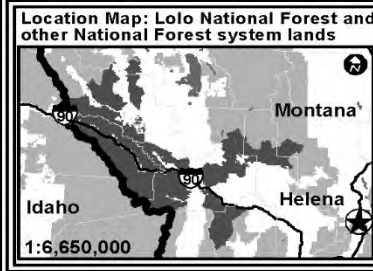 Location Map: Lolo National Forest and
other National Forest system lands
N
90
Montana
90
Idaho
Helena
1:6,650,000